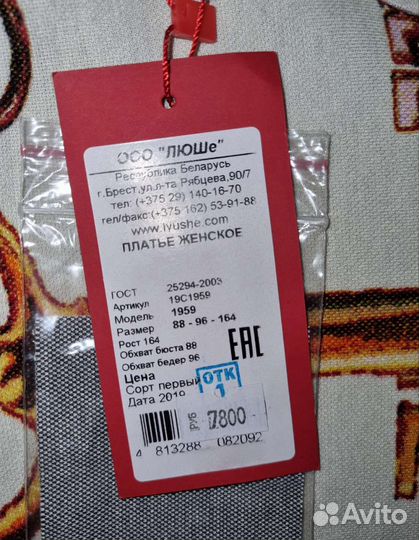 ООО "ЛЮШе"
Республика Беларусь
г.Брест,ул.л-та Рябцева,90/7
тел: (+375 29) 140-16-70
тел/факс:(+375 162) 53-91-88
www.lyushe.com
ПЛАТЬЕ ЖЕНСКОЕ
ГОСТ 25294-2003
Артикул 19С1959
Модель 1959
Размер 88 - 96 - 164
Рост 164
Обхват бюста 88
Обхват бедер 96
EAC
Цена
Сорт первый
ОТК
1
Дата 2019
РУБ 7800
4 813288 082092
Avito